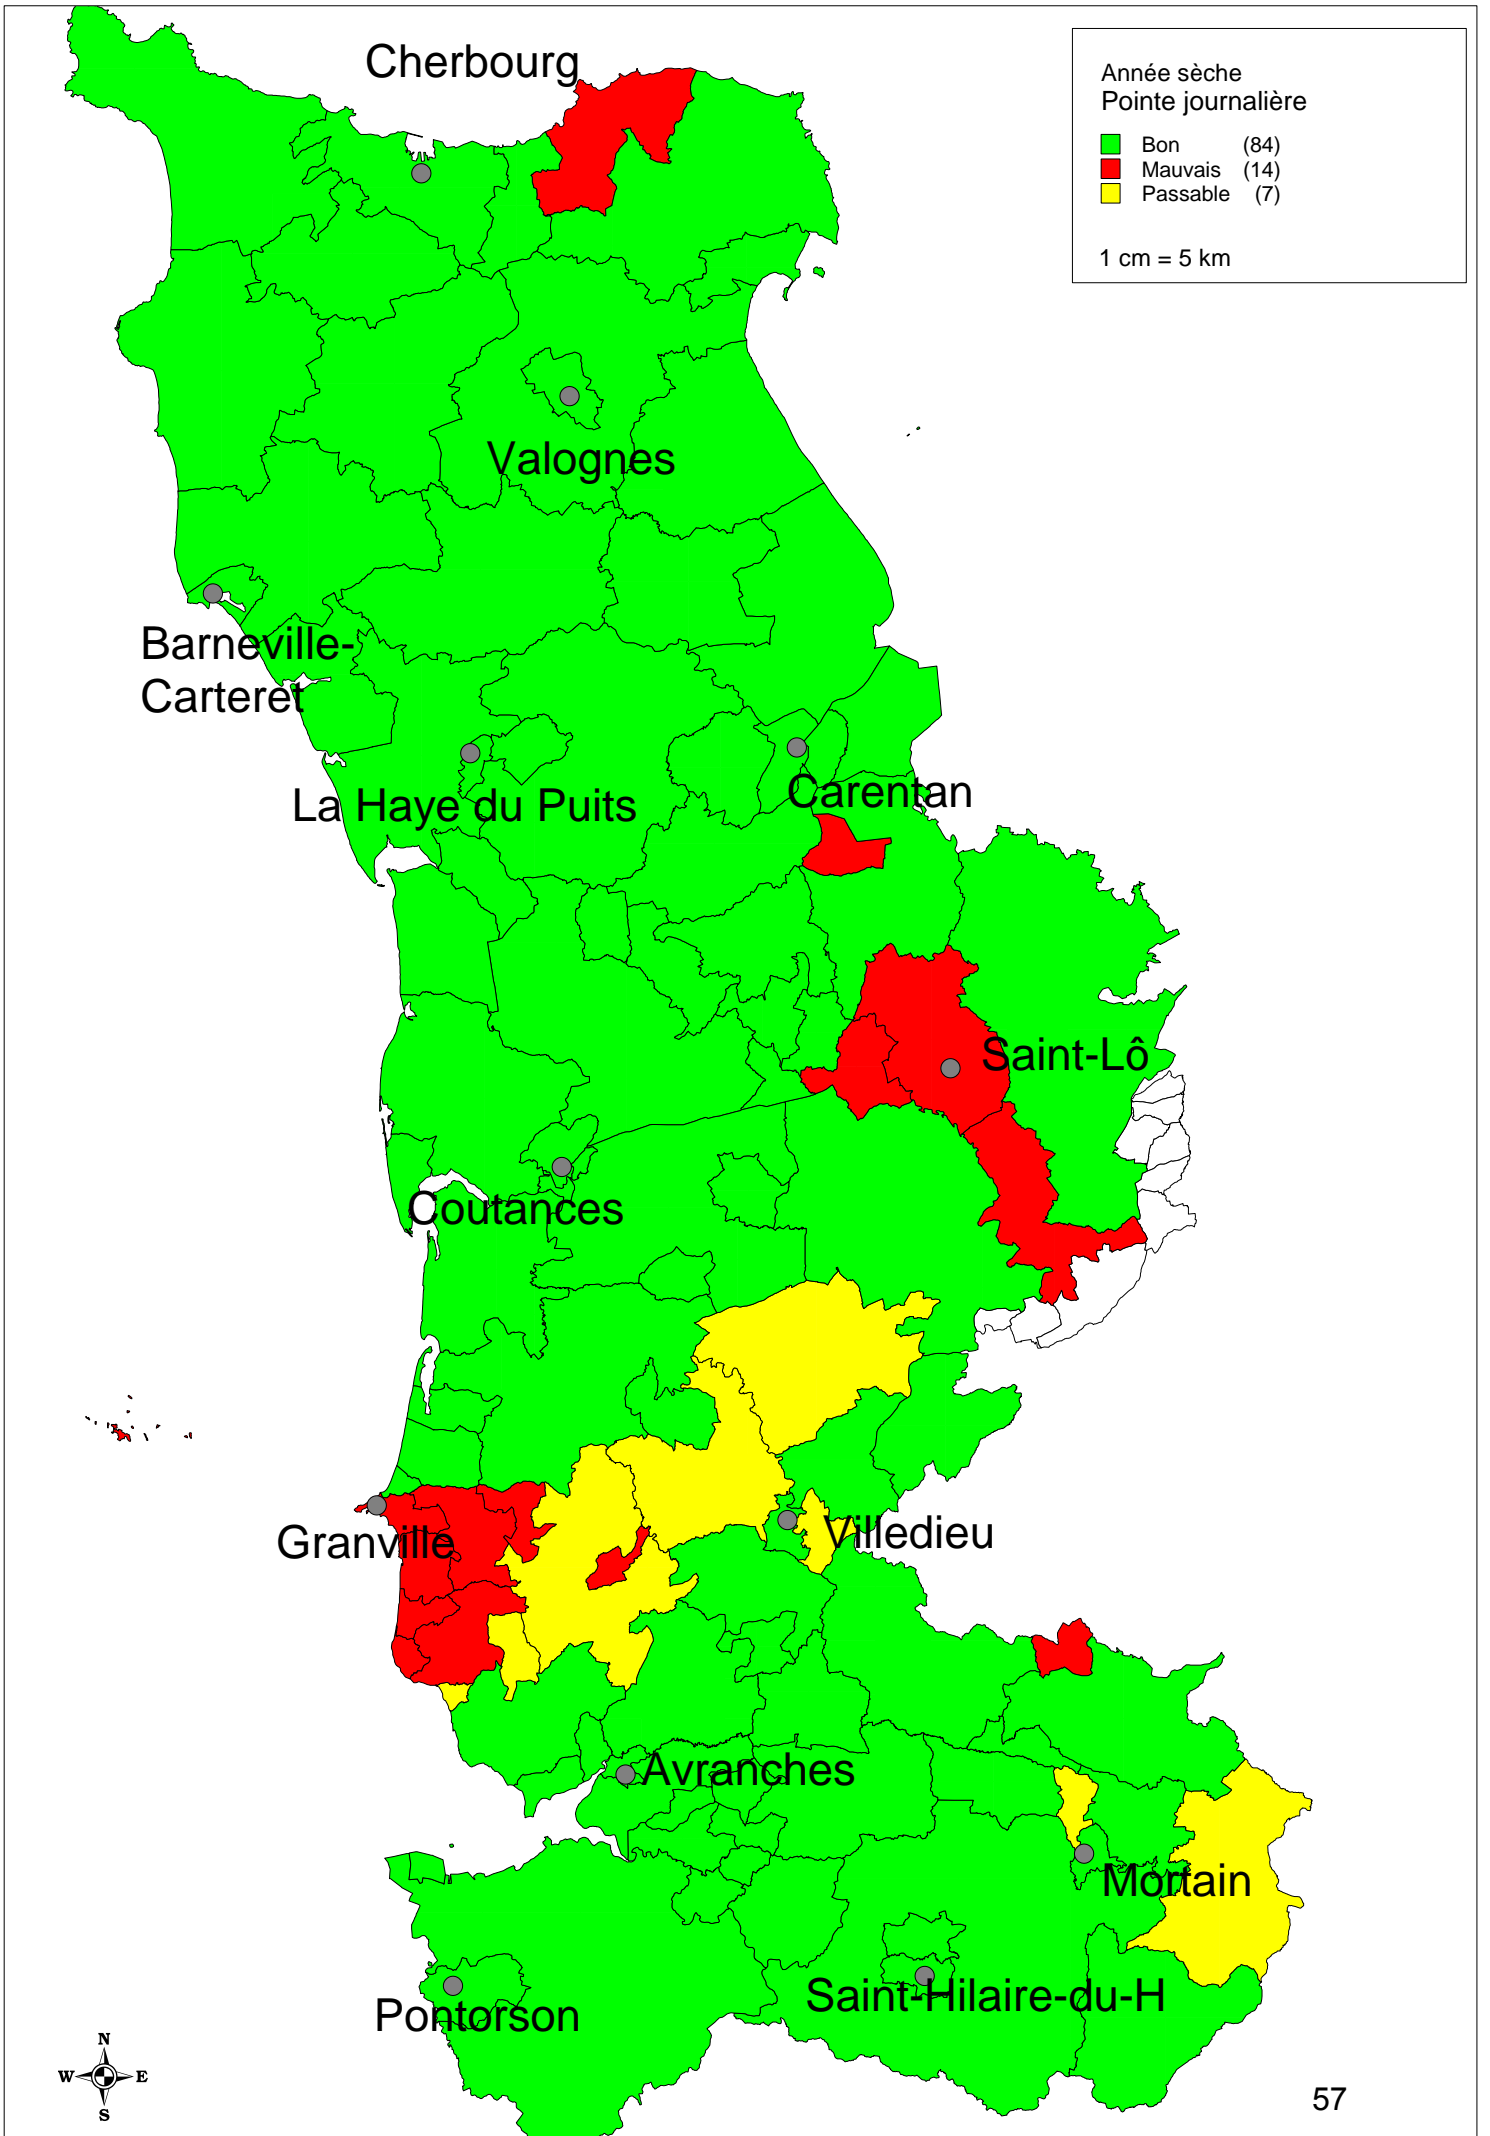 Cherbourg
Année sèche
Pointe journalière
Bon (84)
Mauvais (14)
Passable (7)
1 cm = 5 km
Valognes
Barneville-
Carteret
La Haye du Puits
Carentan
Saint-Lô
Coutances
Granville
Villedieu
Avranches
Mortain
Saint-Hilaire-du-H
Pontorson
N
W E
S
57